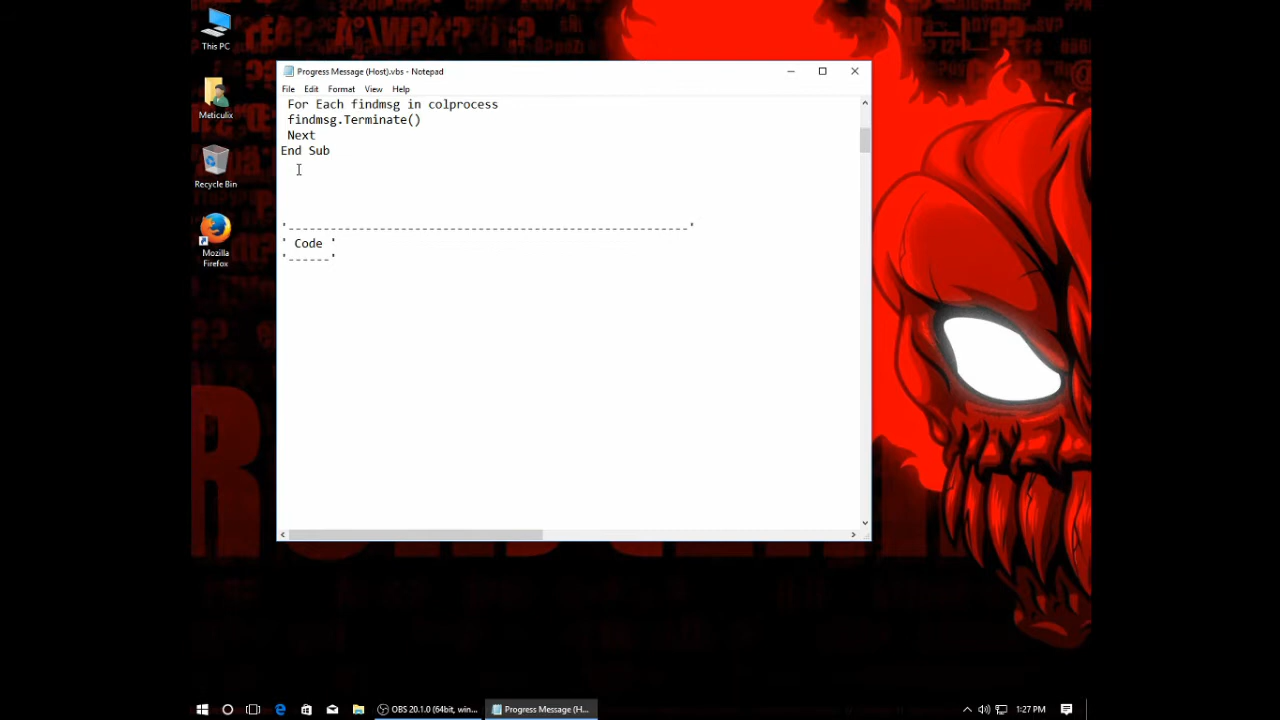 This PC
Meticulix
Recycle Bin
Mozilla
Firefox
Progress Message (Host).vbs - Notepad
File Edit Format View Help
For Each findmsg in colprocess
findmsg.Terminate()
Next
End Sub
'---------------------------------------------------------'
' Code '
'------'
OBS 20.1.0 (64bit, win...
Progress Message (H...
1:27 PM